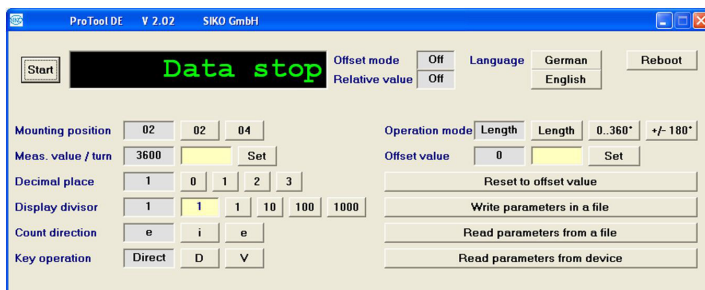 SIKO ProTool DE V 2.02 SIKO GmbH
Start Data stop Offset mode Off Language German Reboot
Relative value Off English
Mounting position 02 02 04 Operation mode Length Length 0..360° +/- 180°
Meas. value / turn 3600 Set Offset value 0 Set
Decimal place 1 0 1 2 3 Reset to offset value
Display divisor 1 1 1 10 100 1000 Write parameters in a file
Count direction e i e Read parameters from a file
Key operation Direct D V Read parameters from device